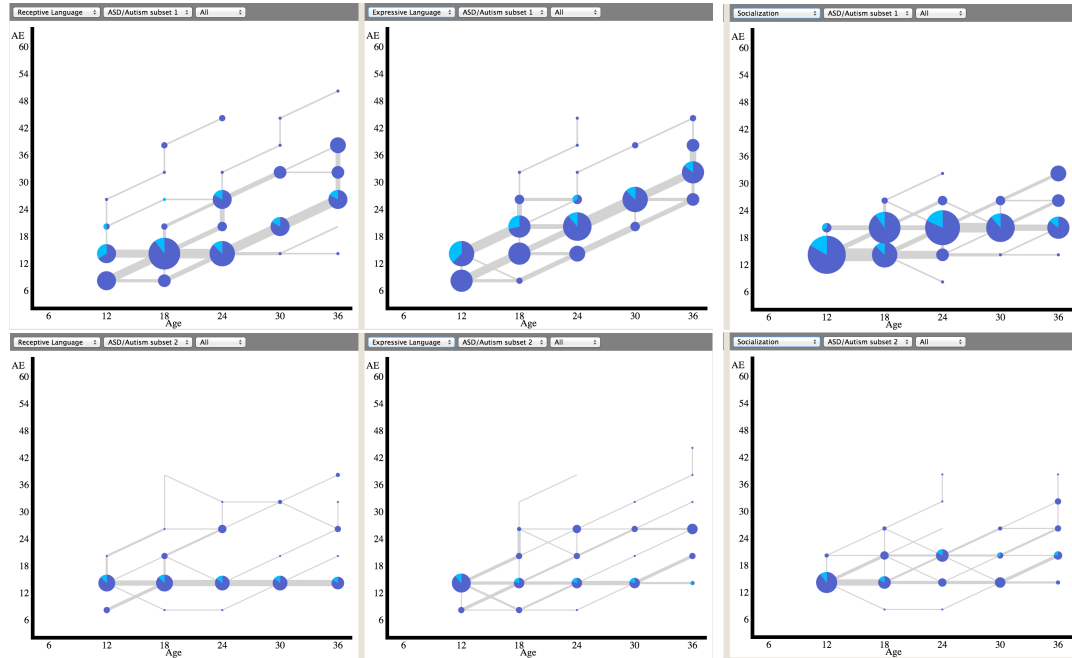 Receptive Language ASD/Autism subset 1 All
Expressive Language ASD/Autism subset 1 All
Socialization ASD/Autism subset 1 All
AE
60
54
48
42
36
30
24
18
12
6
6 12 18 24 30 36
Age
AE
60
54
48
42
36
30
24
18
12
6
6 12 18 24 30 36
Age
AE
60
54
48
42
36
30
24
18
12
6
6 12 18 24 30 36
Age
Receptive Language ASD/Autism subset 2 All
Expressive Language ASD/Autism subset 2 All
Socialization ASD/Autism subset 2 All
AE
60
54
48
42
36
30
24
18
12
6
6 12 18 24 30 36
Age
AE
60
54
48
42
36
30
24
18
12
6
6 12 18 24 30 36
Age
AE
60
54
48
42
36
30
24
18
12
6
6 12 18 24 30 36
Age